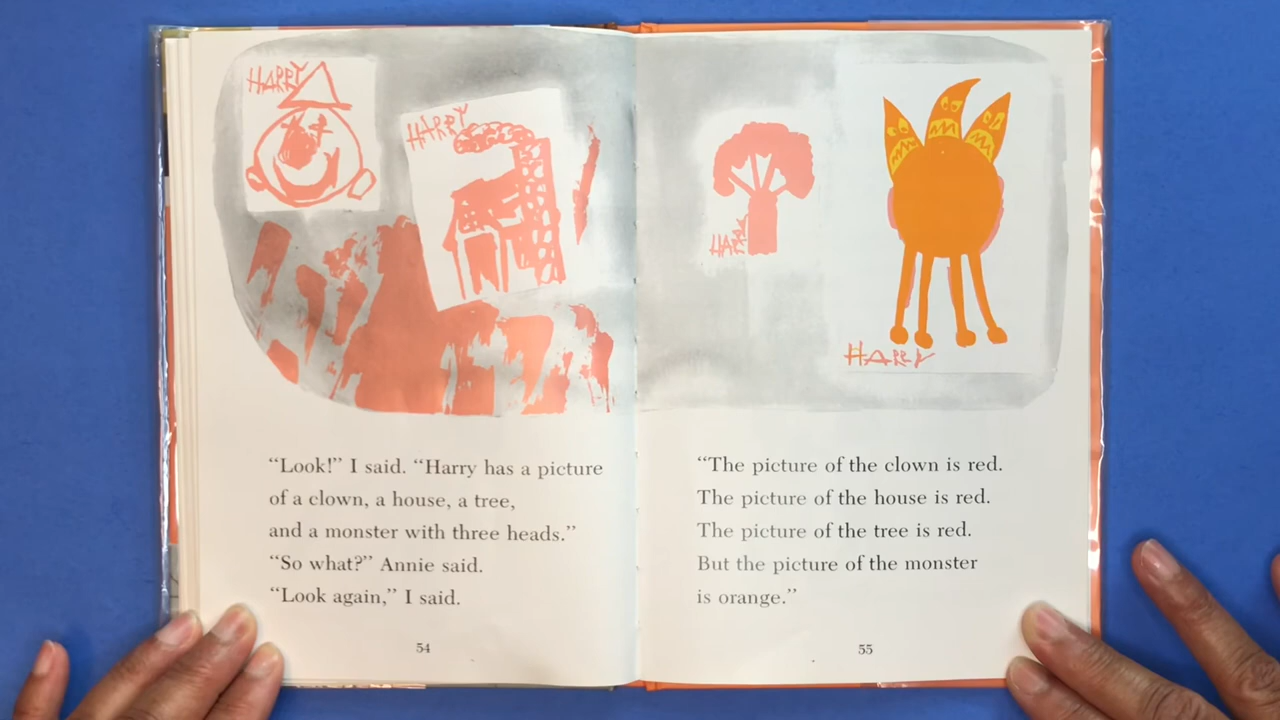 HARRY
HARRY
"Look!" I said. "Harry has a picture
of a clown, a house, a tree,
and a monster with three heads."
"So what?" Annie said.
"Look again," I said.
54
HARRY
HARRY
"The picture of the clown is red.
The picture of the house is red.
The picture of the tree is red.
But the picture of the monster
is orange."
55